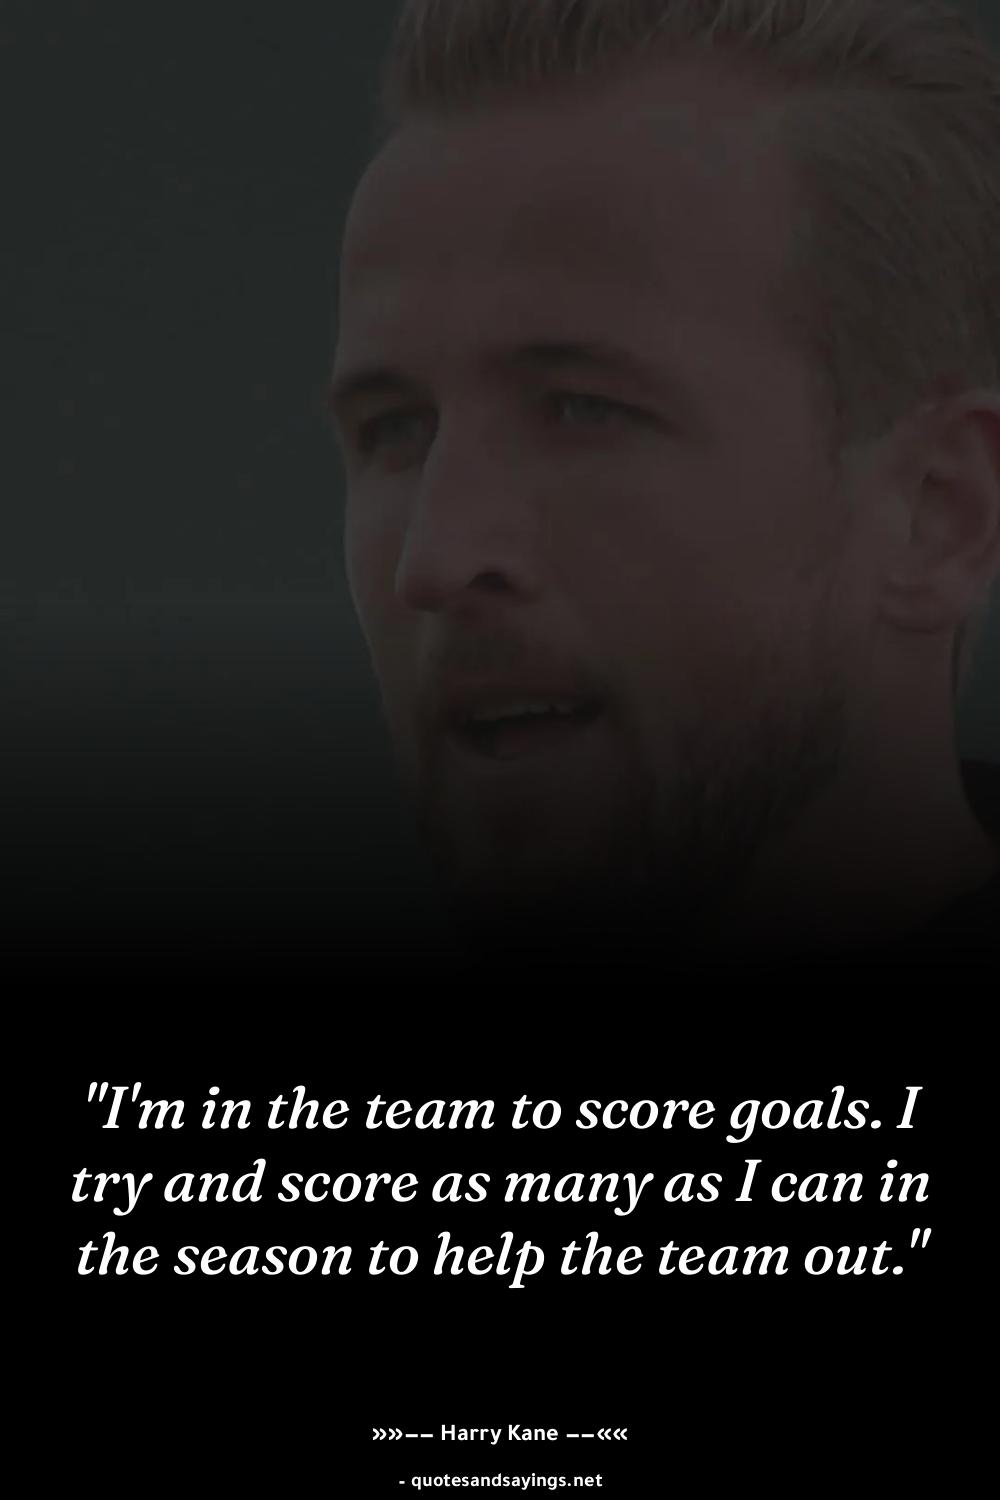 "I'm in the team to score goals. I
try and score as many as I can in
the season to help the team out."
»»–– Harry Kane ––««
- quotesandsayings.net